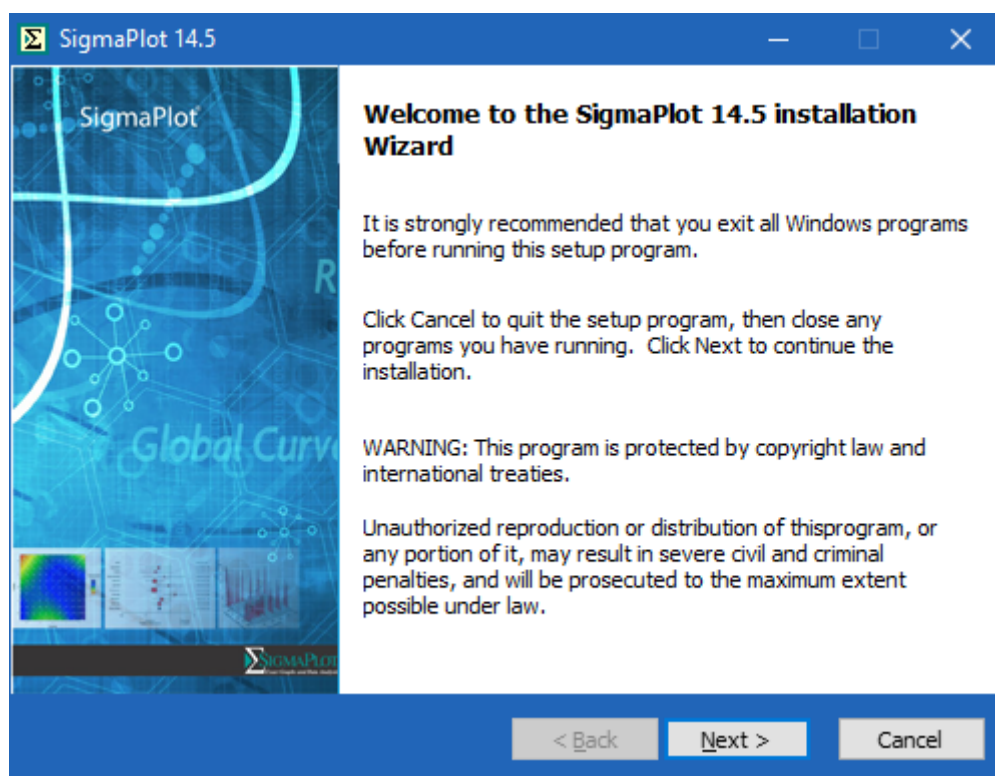 SigmaPlot 14.5
SigmaPlot
Welcome to the SigmaPlot 14.5 installation
Wizard
It is strongly recommended that you exit all Windows programs
before running this setup program.
Click Cancel to quit the setup program, then close any
programs you have running.  Click Next to continue the
installation.
Global Curve
WARNING: This program is protected by copyright law and
international treaties.
Unauthorized reproduction or distribution of thisprogram, or
any portion of it, may result in severe civil and criminal
penalties, and will be prosecuted to the maximum extent
possible under law.
SIGMAPLOT
< Back
Next >
Cancel